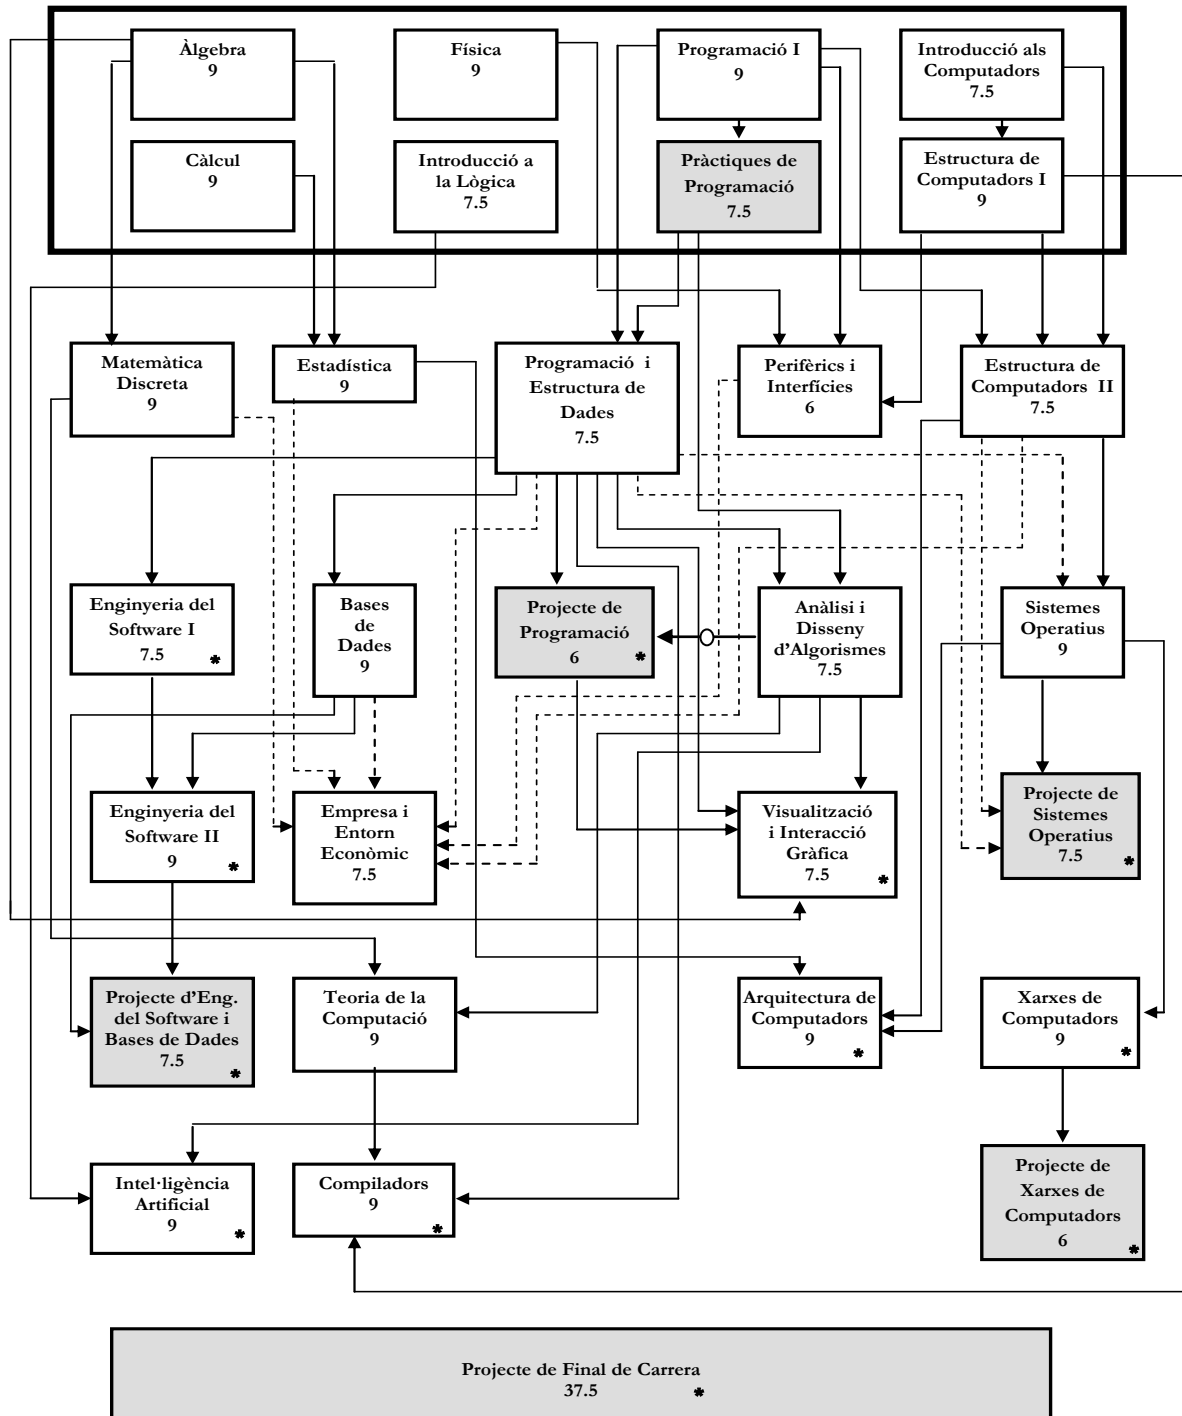 Àlgebra
9
Física
9
Programació I
9
Introducció als
Computadors
7.5
Càlcul
9
Introducció a
la Lògica
7.5
Pràctiques de
Programació
7.5
Estructura de
Computadors I
9
Matemàtica
Discreta
9
Estadística
9
Programació i
Estructura de
Dades
7.5
Perifèrics i
Interfícies
6
Estructura de
Computadors II
7.5
Enginyeria del
Software I
7.5
*
Bases
de
Dades
9
Projecte de
Programació
6
*
Anàlisi i
Disseny
d'Algorismes
7.5
Sistemes
Operatius
9
Enginyeria del
Software II
9
*
Empresa i
Entorn
Econòmic
7.5
Visualització
i Interacció
Gràfica
7.5
*
Projecte de
Sistemes
Operatius
7.5
*
Projecte d'Eng.
del Software i
Bases de Dades
7.5
*
Teoria de la
Computació
9
Arquitectura de
Computadors
9
*
Xarxes de
Computadors
9
*
Intel·ligència
Artificial
9
*
Compiladors
9
*
Projecte de
Xarxes de
Computadors
6
*
Projecte de Final de Carrera
37.5 *